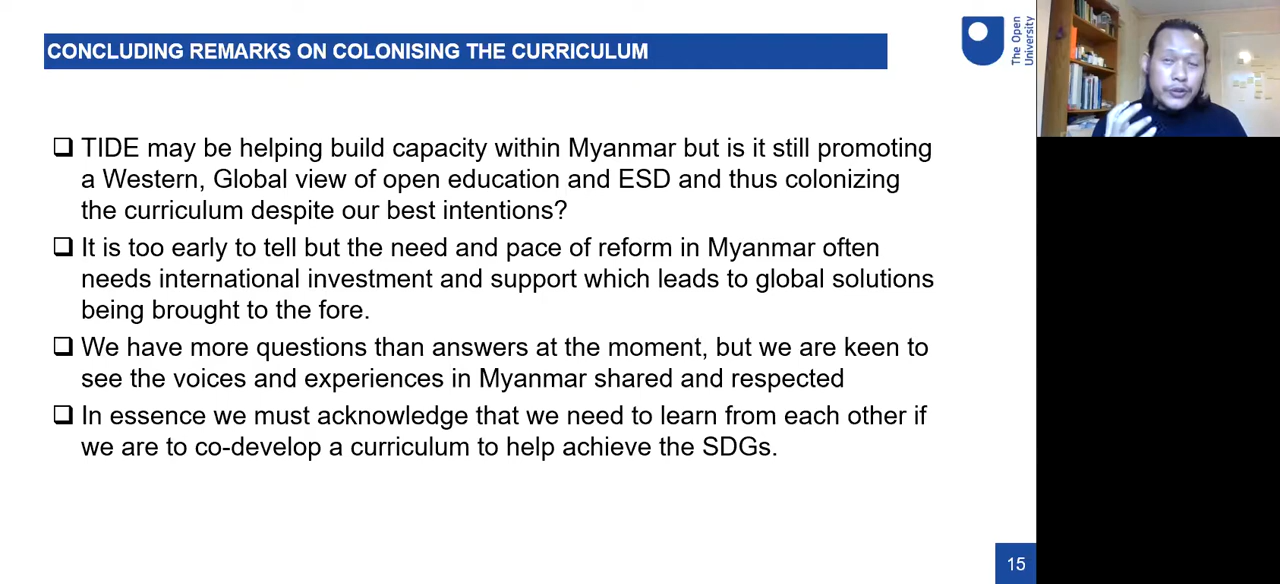 CONCLUDING REMARKS ON COLONISING THE CURRICULUM
The Open
University
❑ TIDE may be helping build capacity within Myanmar but is it still promoting
a Western, Global view of open education and ESD and thus colonizing
the curriculum despite our best intentions?
❑ It is too early to tell but the need and pace of reform in Myanmar often
needs international investment and support which leads to global solutions
being brought to the fore.
❑ We have more questions than answers at the moment, but we are keen to
see the voices and experiences in Myanmar shared and respected
❑ In essence we must acknowledge that we need to learn from each other if
we are to co-develop a curriculum to help achieve the SDGs.
15